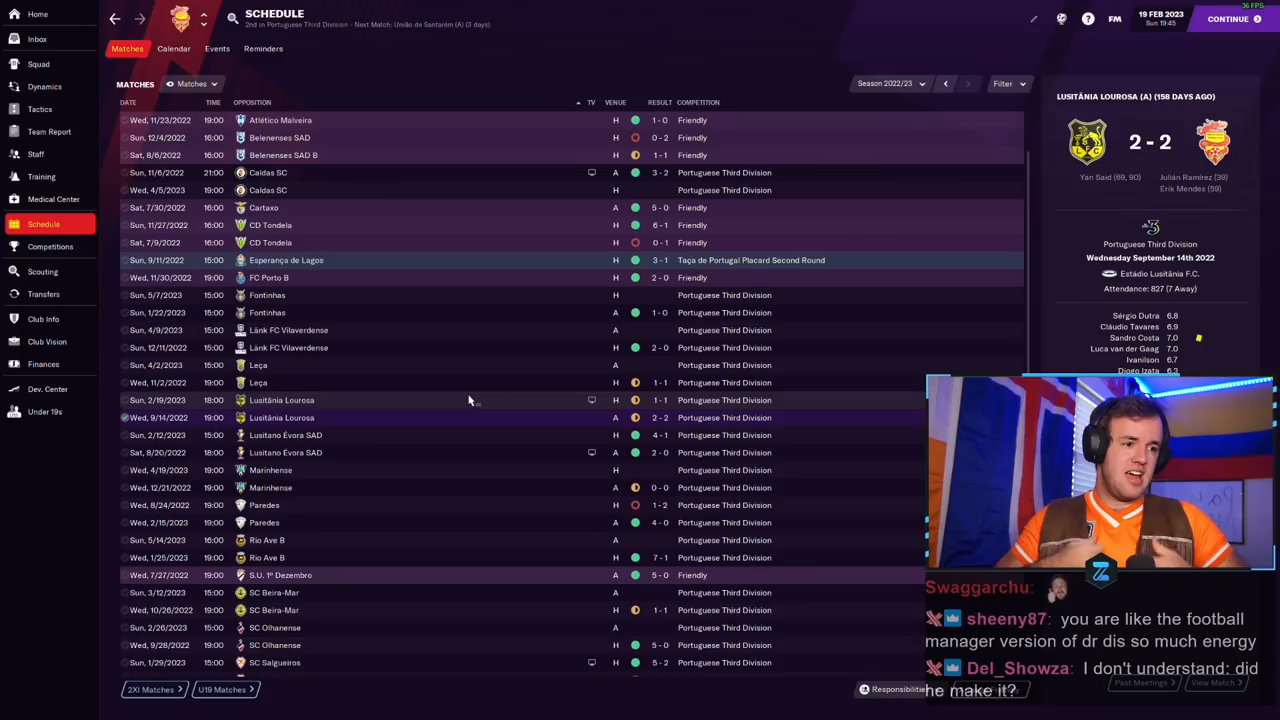 36 FPS
Home
Inbox
Squad
Dynamics
Tactics
Team Report
Staff
Training
Medical Center
Schedule
Competitions
Scouting
Transfers
Club Info
Club Vision
Finances
Dev. Center
Under 19s
SCHEDULE
2nd in Portuguese Third Division - Next Match: União de Santarém (A) (3 days)
FM
19 FEB 2023
Sun 19:45
CONTINUE
Matches Calendar Events Reminders
MATCHES Matches Season 2022/23 Filter
DATE TIME OPPOSITION TV VENUE RESULT COMPETITION
Wed, 11/23/2022 19:00 Atlético Malveira H 1 - 0 Friendly
Sun, 12/4/2022 16:00 Belenenses SAD H 0 - 2 Friendly
Sat, 8/6/2022 16:00 Belenenses SAD B H 1 - 1 Friendly
Sun, 11/6/2022 21:00 Caldas SC A 3 - 2 Portuguese Third Division
Wed, 4/5/2023 19:00 Caldas SC H Portuguese Third Division
Sat, 7/30/2022 16:00 Cartaxo A 5 - 0 Friendly
Sun, 11/27/2022 16:00 CD Tondela H 6 - 1 Friendly
Sat, 7/9/2022 16:00 CD Tondela H 0 - 1 Friendly
Sun, 9/11/2022 15:00 Esperança de Lagos H 3 - 1 Taça de Portugal Placard Second Round
Wed, 11/30/2022 19:00 FC Porto B H 2 - 0 Friendly
Sun, 5/7/2023 15:00 Fontinhas H Portuguese Third Division
Sun, 1/22/2023 15:00 Fontinhas A 1 - 0 Portuguese Third Division
Sun, 4/9/2023 15:00 Länk FC Vilaverdense A Portuguese Third Division
Sun, 12/11/2022 15:00 Länk FC Vilaverdense H 2 - 0 Portuguese Third Division
Sun, 4/2/2023 15:00 Leça A Portuguese Third Division
Wed, 11/2/2022 19:00 Leça H 1 - 1 Portuguese Third Division
Sun, 2/19/2023 18:00 Lusitânia Lourosa H 1 - 1 Portuguese Third Division
Wed, 9/14/2022 19:00 Lusitânia Lourosa A 2 - 2 Portuguese Third Division
Sun, 2/12/2023 15:00 Lusitano Évora SAD H 4 - 1 Portuguese Third Division
Sat, 8/20/2022 18:00 Lusitano Évora SAD A 2 - 0 Portuguese Third Division
Wed, 4/19/2023 19:00 Marinhense H Portuguese Third Division
Wed, 12/21/2022 19:00 Marinhense A 0 - 0 Portuguese Third Division
Wed, 8/24/2022 19:00 Paredes H 1 - 2 Portuguese Third Division
Wed, 2/15/2023 19:00 Paredes A 4 - 0 Portuguese Third Division
Sun, 5/14/2023 16:00 Rio Ave B A Portuguese Third Division
Wed, 1/25/2023 19:00 Rio Ave B H 7 - 1 Portuguese Third Division
Wed, 7/27/2022 19:00 S.U. 1º Dezembro A 5 - 0 Friendly
Sun, 3/12/2023 15:00 SC Beira-Mar A Portuguese Third Division
Wed, 10/26/2022 19:00 SC Beira-Mar H 1 - 1 Portuguese Third Division
Sun, 2/26/2023 15:00 SC Olhanense A Portuguese Third Division
Wed, 9/28/2022 19:00 SC Olhanense H 5 - 0 Portuguese Third Division
Sun, 1/29/2023 15:00 SC Salgueiros H 5 - 2 Portuguese Third Division
2XI Matches U19 Matches
Responsibilities
LUSITÂNIA LOUROSA (A) (158 DAYS AGO)
2 - 2
Yan Said (69, 90) Julián Ramírez (39)
Érik Mendes (59)
3
Portuguese Third Division
Wednesday September 14th 2022
Estádio Lusitânia F.C.
Attendance: 827 (7 Away)
Sérgio Dutra 6.8
Cláudio Tavares 6.9
Sandro Costa 7.0
Luca van der Gaag 7.0
Ivanilson 6.7
Diogo Izata 6.3
Swaggarchu:
sheeny87: you are like the football
manager version of dr dis so much energy
Del_Showza: I don't understand: did
he make it?
Past Meetings View Match